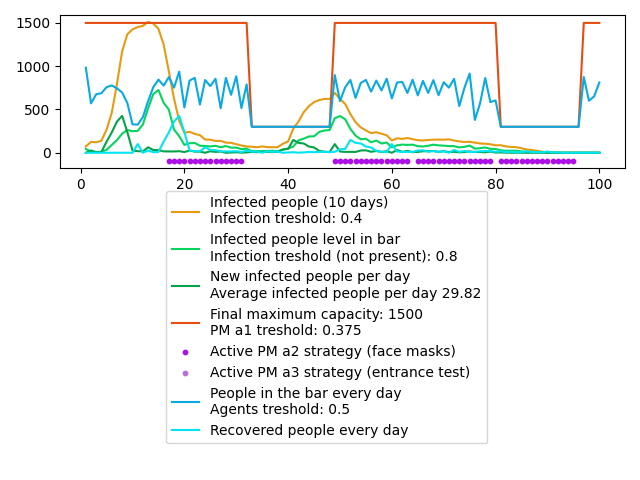 1500
1000
500
0
0
20
40
60
80
100
Infected people (10 days)
Infection treshold: 0.4
Infected people level in bar
Infection treshold (not present): 0.8
New infected people per day
Average infected people per day 29.82
Final maximum capacity: 1500
PM a1 treshold: 0.375
Active PM a2 strategy (face masks)
Active PM a3 strategy (entrance test)
People in the bar every day
Agents treshold: 0.5
Recovered people every day